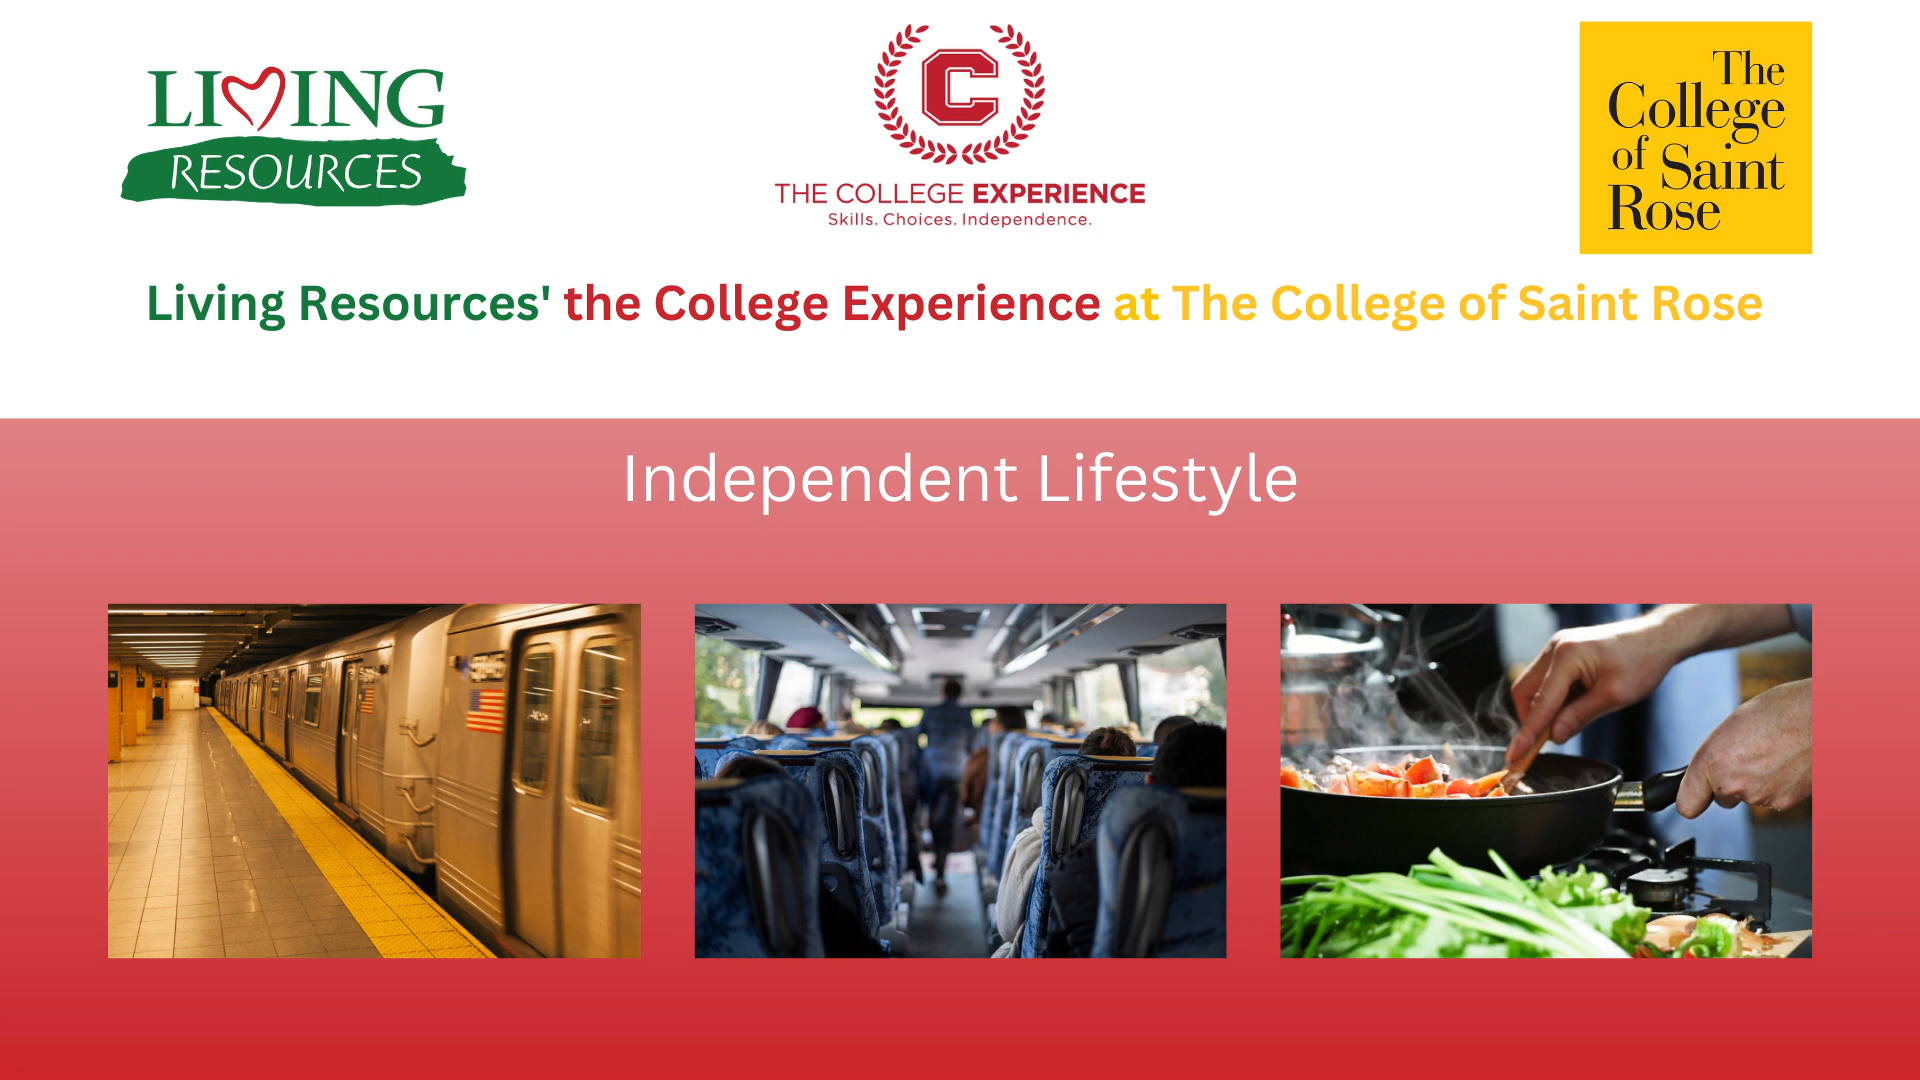 LIVING
RESOURCES
C
THE COLLEGE EXPERIENCE
Skills. Choices. Independence.
The
College
of Saint
Rose
Living Resources' the College Experience at The College of Saint Rose
Independent Lifestyle